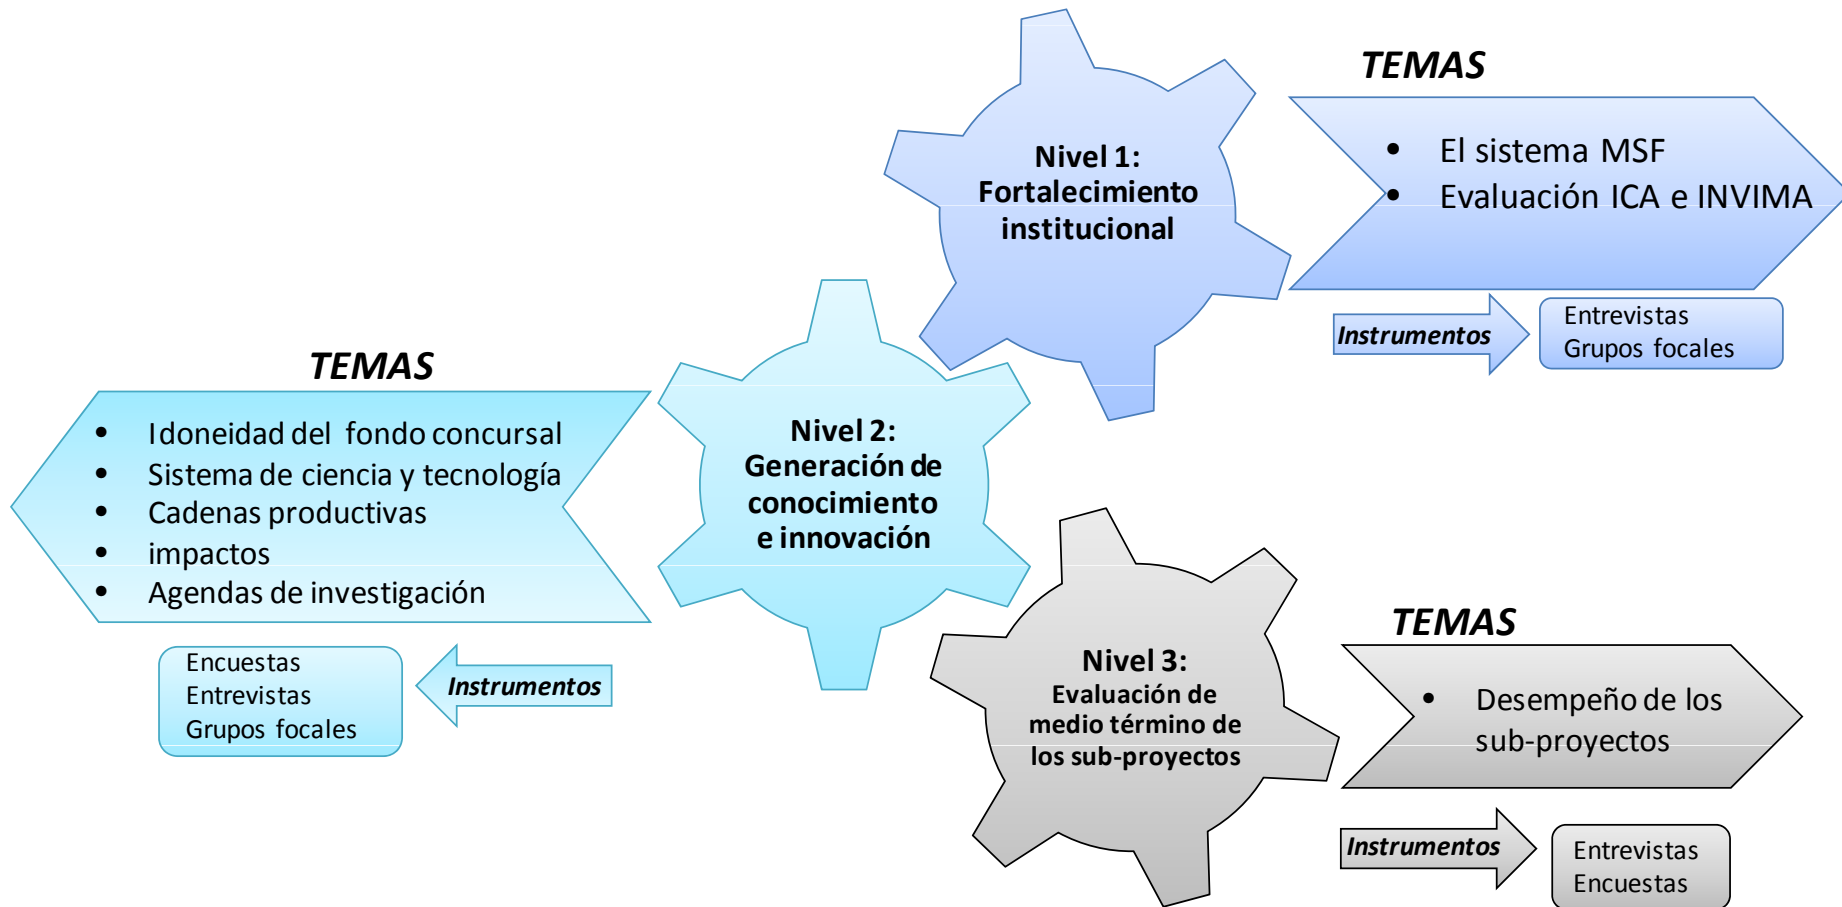 Nivel 1:
Fortalecimiento
institucional
TEMAS
• El sistema MSF
• Evaluación ICA e INVIMA
Instrumentos
Entrevistas
Grupos focales
Nivel 2:
Generación de
conocimiento
e innovación
TEMAS
• Idoneidad del fondo concursal
• Sistema de ciencia y tecnología
• Cadenas productivas
• impactos
• Agendas de investigación
Instrumentos
Encuestas
Entrevistas
Grupos focales
Nivel 3:
Evaluación de
medio término de
los sub-proyectos
TEMAS
• Desempeño de los
sub-proyectos
Instrumentos
Entrevistas
Encuestas